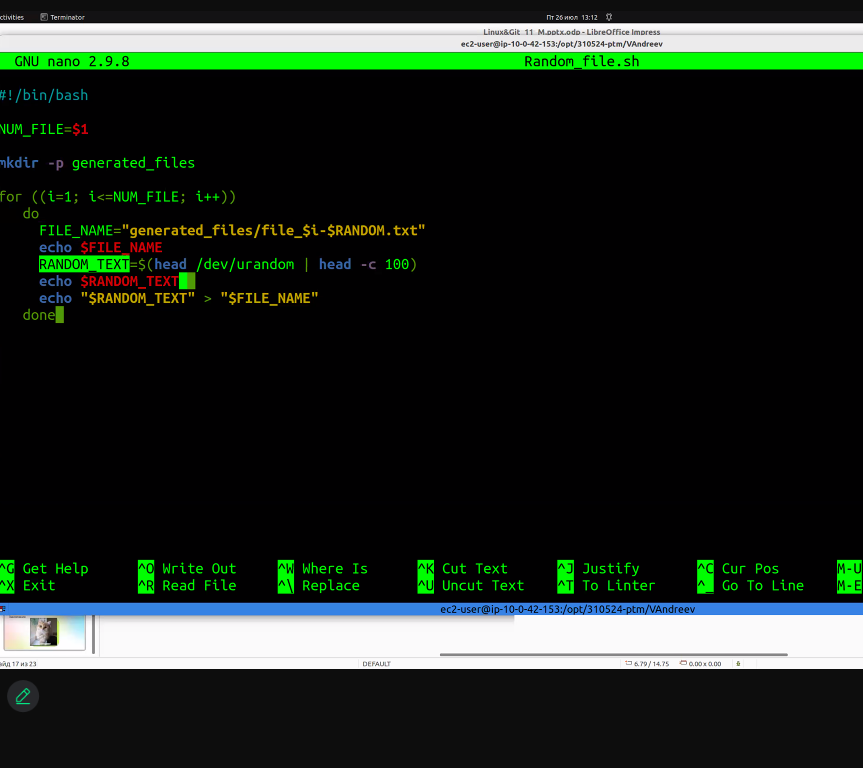 ctivities Terminator Пт 26 июл 13:12
Linux&Git_11_M.pptx.odp - LibreOffice Impress
ec2-user@ip-10-0-42-153:/opt/310524-ptm/VAndreev
GNU nano 2.9.8 Random_file.sh
#!/bin/bash
NUM_FILE=$1
mkdir -p generated_files
for ((i=1; i<=NUM_FILE; i++))
do
FILE_NAME="generated_files/file_$i-$RANDOM.txt"
echo $FILE_NAME
RANDOM_TEXT=$(head /dev/urandom | head -c 100)
echo $RANDOM_TEXT
echo "$RANDOM_TEXT" > "$FILE_NAME"
done
^G Get Help ^O Write Out ^W Where Is ^K Cut Text ^J Justify ^C Cur Pos M-U
^X Exit ^R Read File ^\ Replace ^U Uncut Text ^T To Linter ^_ Go To Line M-E
ec2-user@ip-10-0-42-153:/opt/310524-ptm/VAndreev
айд 17 из 23 DEFAULT 6.79 / 14.75 0.00 x 0.00